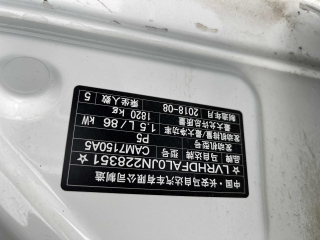 中国·长安马自达汽车有限公司制造
☆LVRHDFAL0JN228351☆
品牌 马自达 型号 CAM7150A5
发动机型号 P5
发动机排量/最大净功率 1.5 L/86 kW
最大允许总质量 1820 kg
制造年月 2018-08 乘坐人数 5